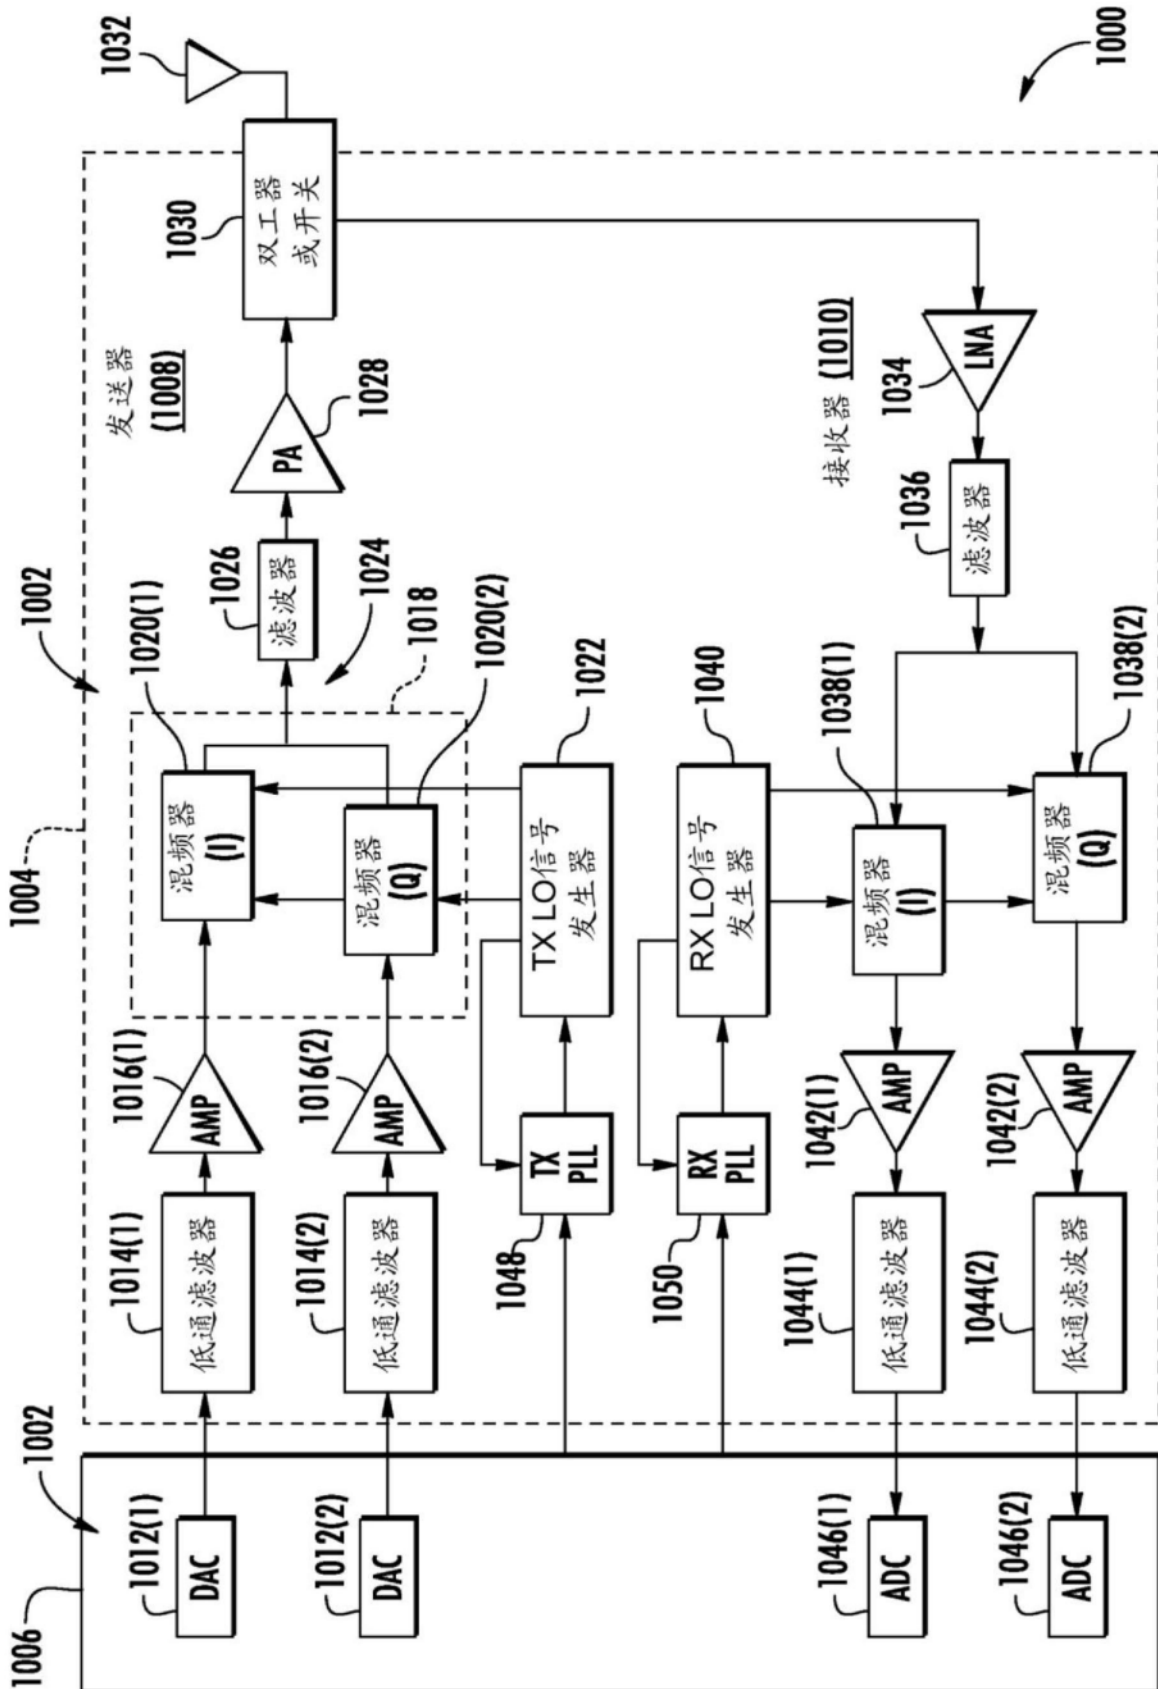 1006
1002
1004
1002
1012(1)
DAC
1014(1)
低通滤波器
1016(1)
AMP
1020(1)
混频器
(I)
1012(2)
DAC
1014(2)
低通滤波器
1016(2)
AMP
混频器
(Q)
1020(2)
1018
1024
1026
滤波器
发送器
(1008)
PA
1028
1030
双工器
或开关
1032
1048
TX
PLL
TX LO信号
发生器
1022
1050
RX
PLL
RX LO信号
发生器
1040
接收器 (1010)
1034
LNA
1036
滤波器
1038(1)
混频器
(I)
1042(1)
AMP
1044(1)
低通滤波器
1046(1)
ADC
1038(2)
混频器
(Q)
1042(2)
AMP
1044(2)
低通滤波器
1046(2)
ADC
1000